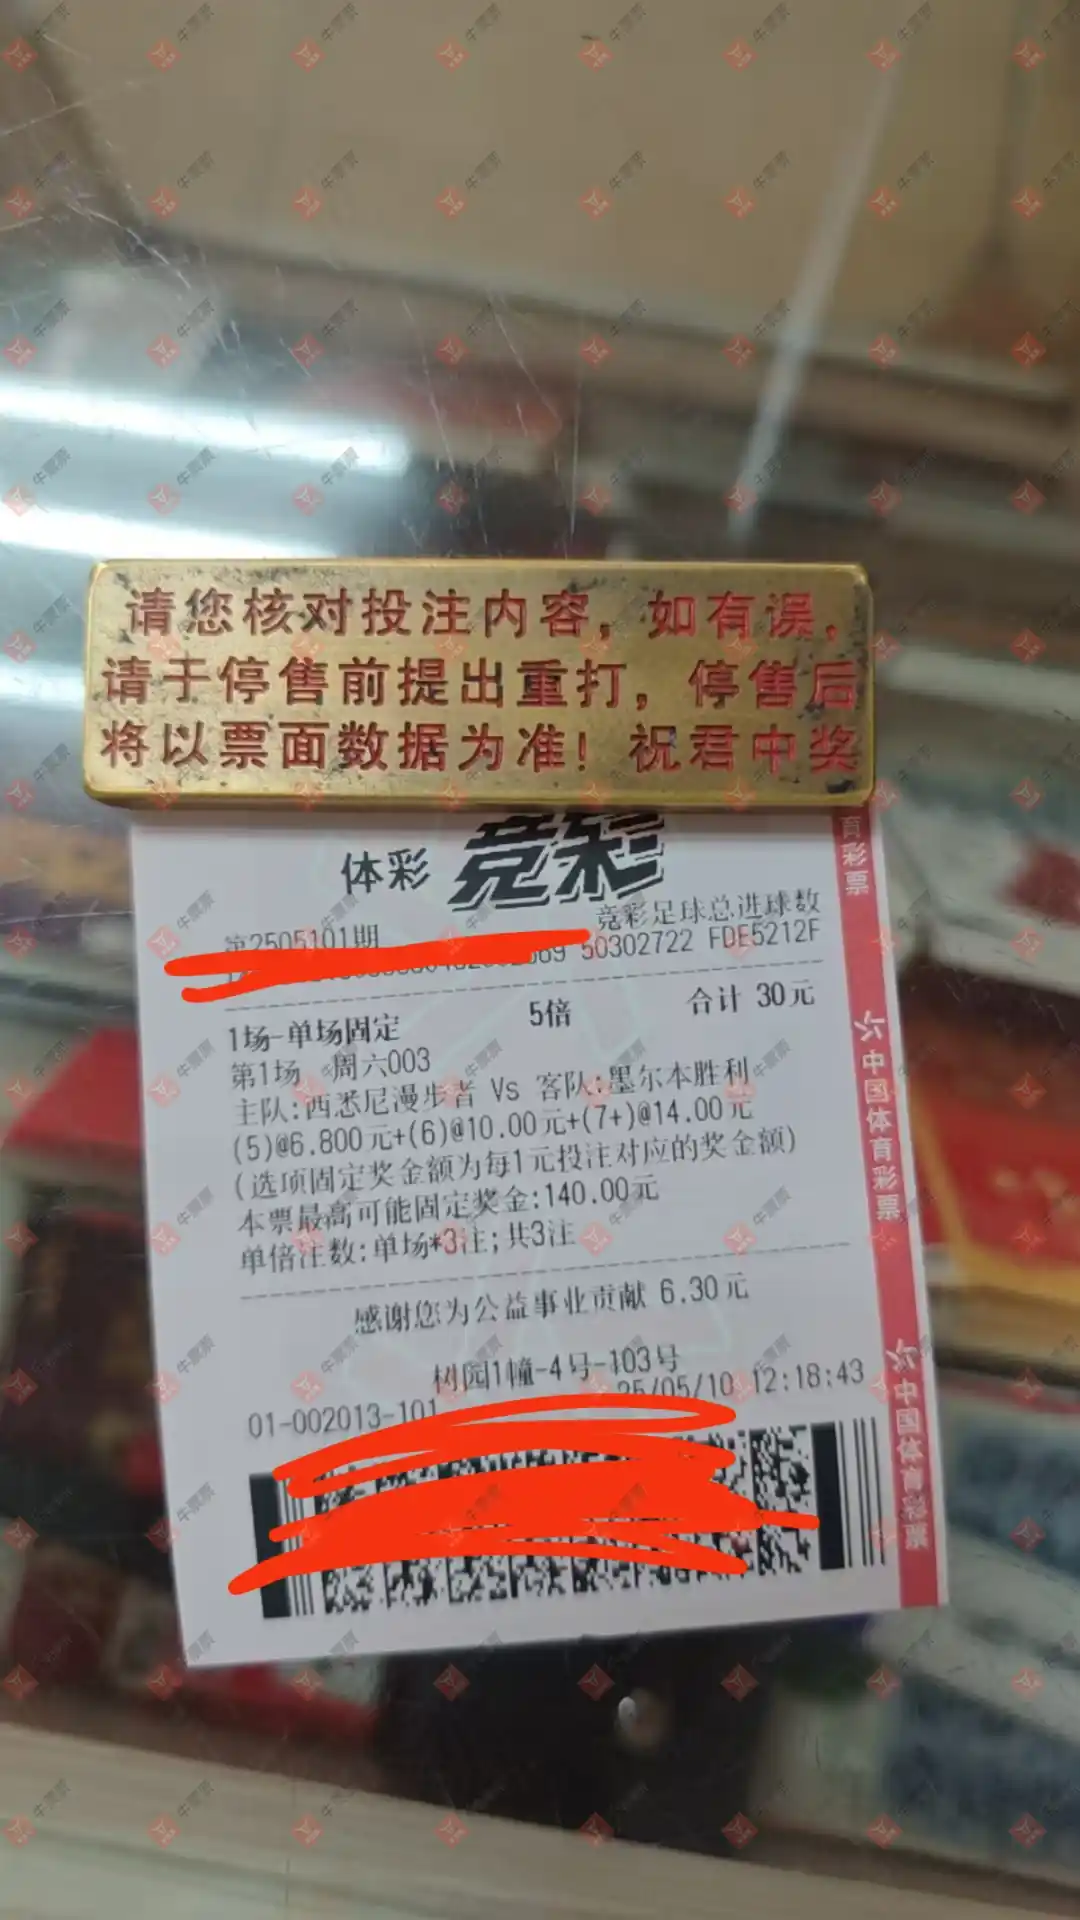 请您核对投注内容，如有误，
请于停售前提出重打，停售后
将以票面数据为准！祝君中奖
体彩 竞彩
竞彩足球总进球数
第2505101期
50302722 FDE5212F
1场-单场固定 5倍 合计 30元
第1场 周六003
主队:西悉尼漫步者 Vs 客队:墨尔本胜利
(5)@6.800元+(6)@10.00元+(7+)@14.00元
(选项固定奖金额为每1元投注对应的奖金额)
本票最高可能固定奖金:140.00元
单倍注数:单场*3注;共3注
感谢您为公益事业贡献 6.30元
树园1幢-4号-103号
01-002013-101 25/05/10 12:18:43
育彩票
中国体育彩票
中国体育彩票
牛票票